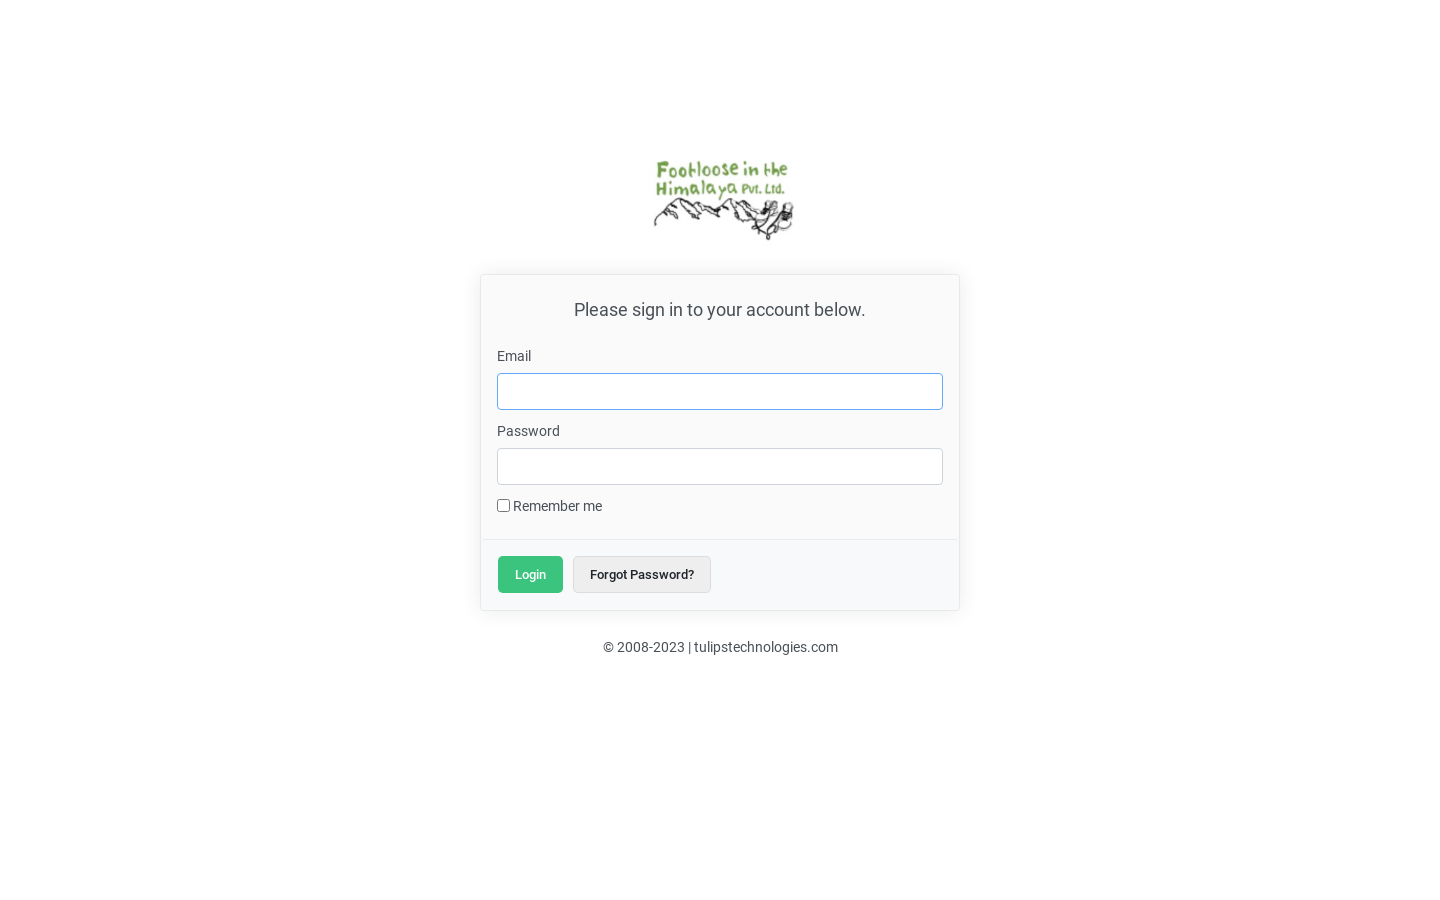 Footloose in the
Himalaya Pvt. Ltd.
Please sign in to your account below.
Email
Password
Remember me
Login Forgot Password?
© 2008-2023 | tulipstechnologies.com